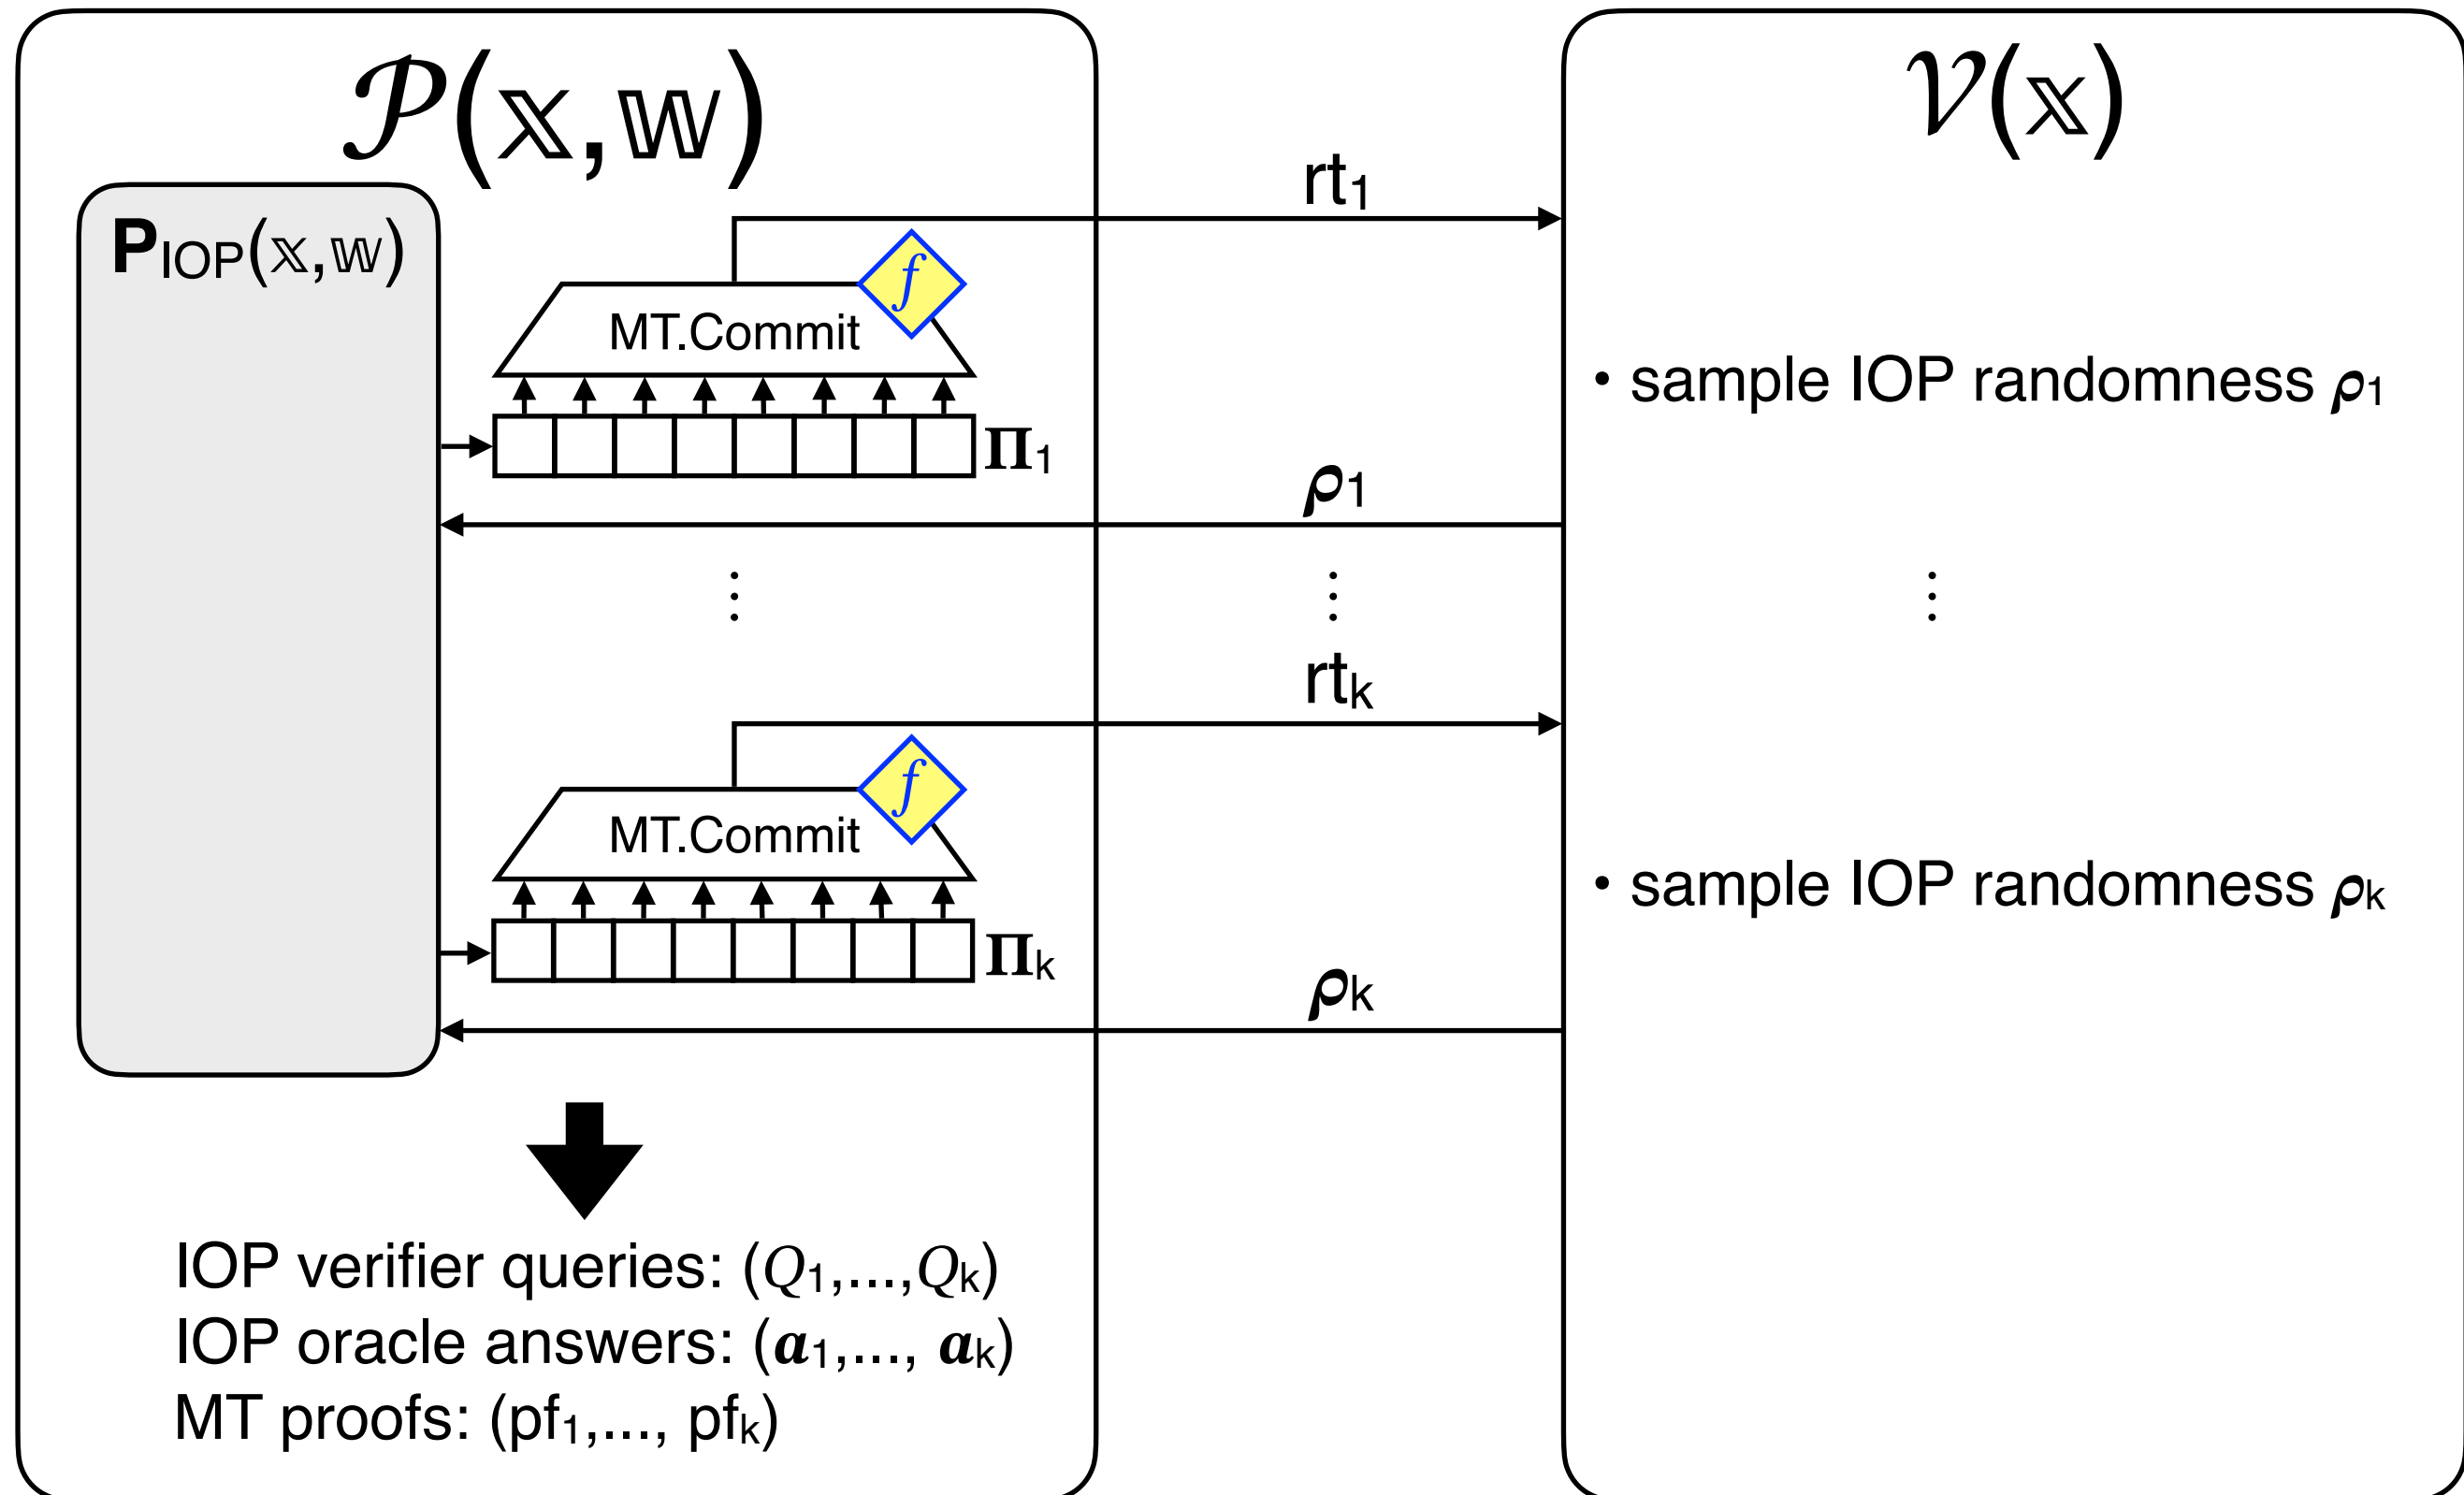 𝒫(𝕩,𝕨)
𝒱(𝕩)
P_IOP(𝕩,𝕨)
rt₁
f
MT.Commit
• sample IOP randomness ρ₁
Π₁
ρ₁
⋮ ⋮ ⋮
rtₖ
f
MT.Commit
• sample IOP randomness ρₖ
Πₖ
ρₖ
IOP verifier queries: (Q₁,..., Qₖ)
IOP oracle answers: (a₁,..., aₖ)
MT proofs: (pf₁,..., pfₖ)